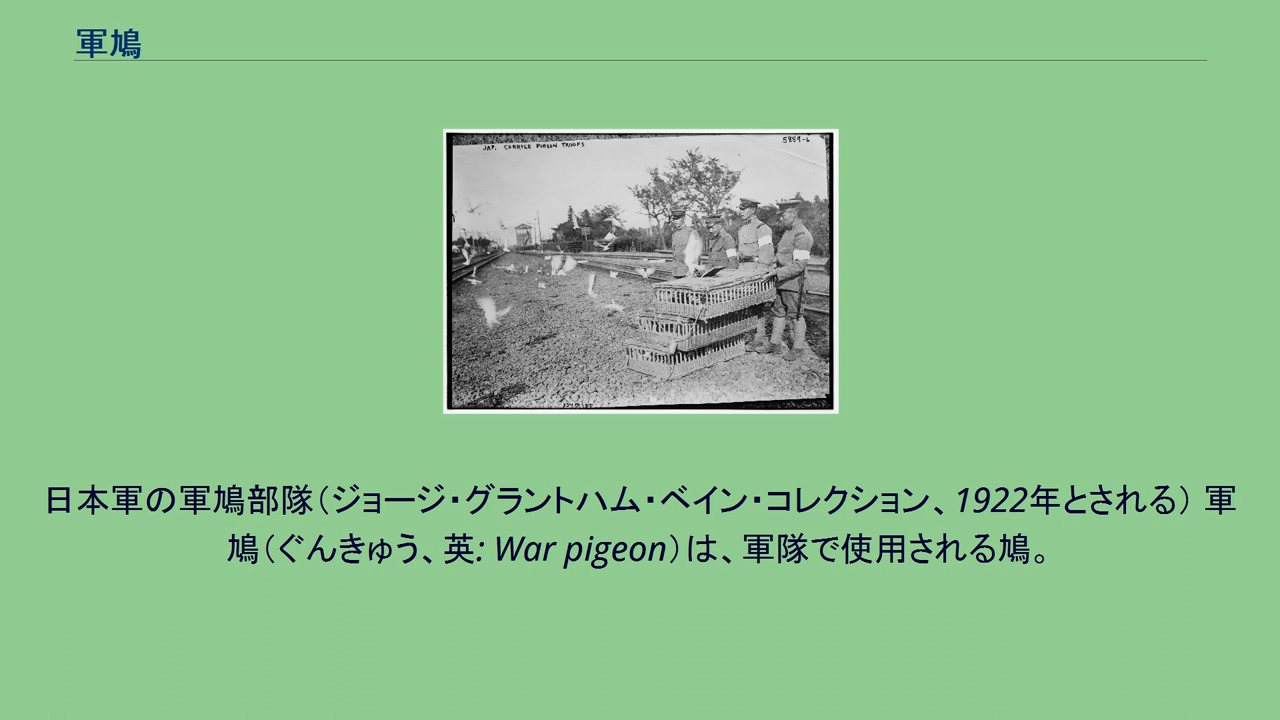 軍鳩
JAP. CARRIER PIGEON TROOPS
5889-6
日本軍の軍鳩部隊（ジョージ・グラントハム・ベイン・コレクション、1922年とされる） 軍
鳩（ぐんきゅう、英: War pigeon）は、軍隊で使用される鳩。